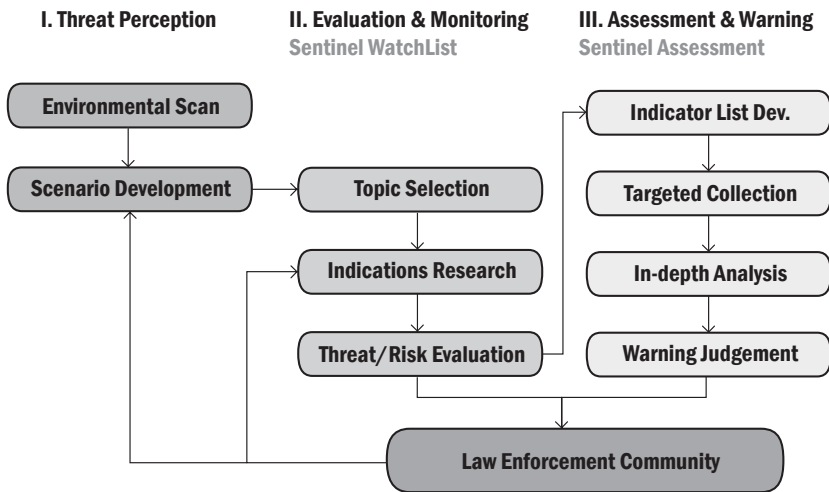 I. Threat Perception
II. Evaluation & Monitoring
Sentinel WatchList
III. Assessment & Warning
Sentinel Assessment
Environmental Scan
Scenario Development
Topic Selection
Indications Research
Threat/Risk Evaluation
Indicator List Dev.
Targeted Collection
In-depth Analysis
Warning Judgement
Law Enforcement Community